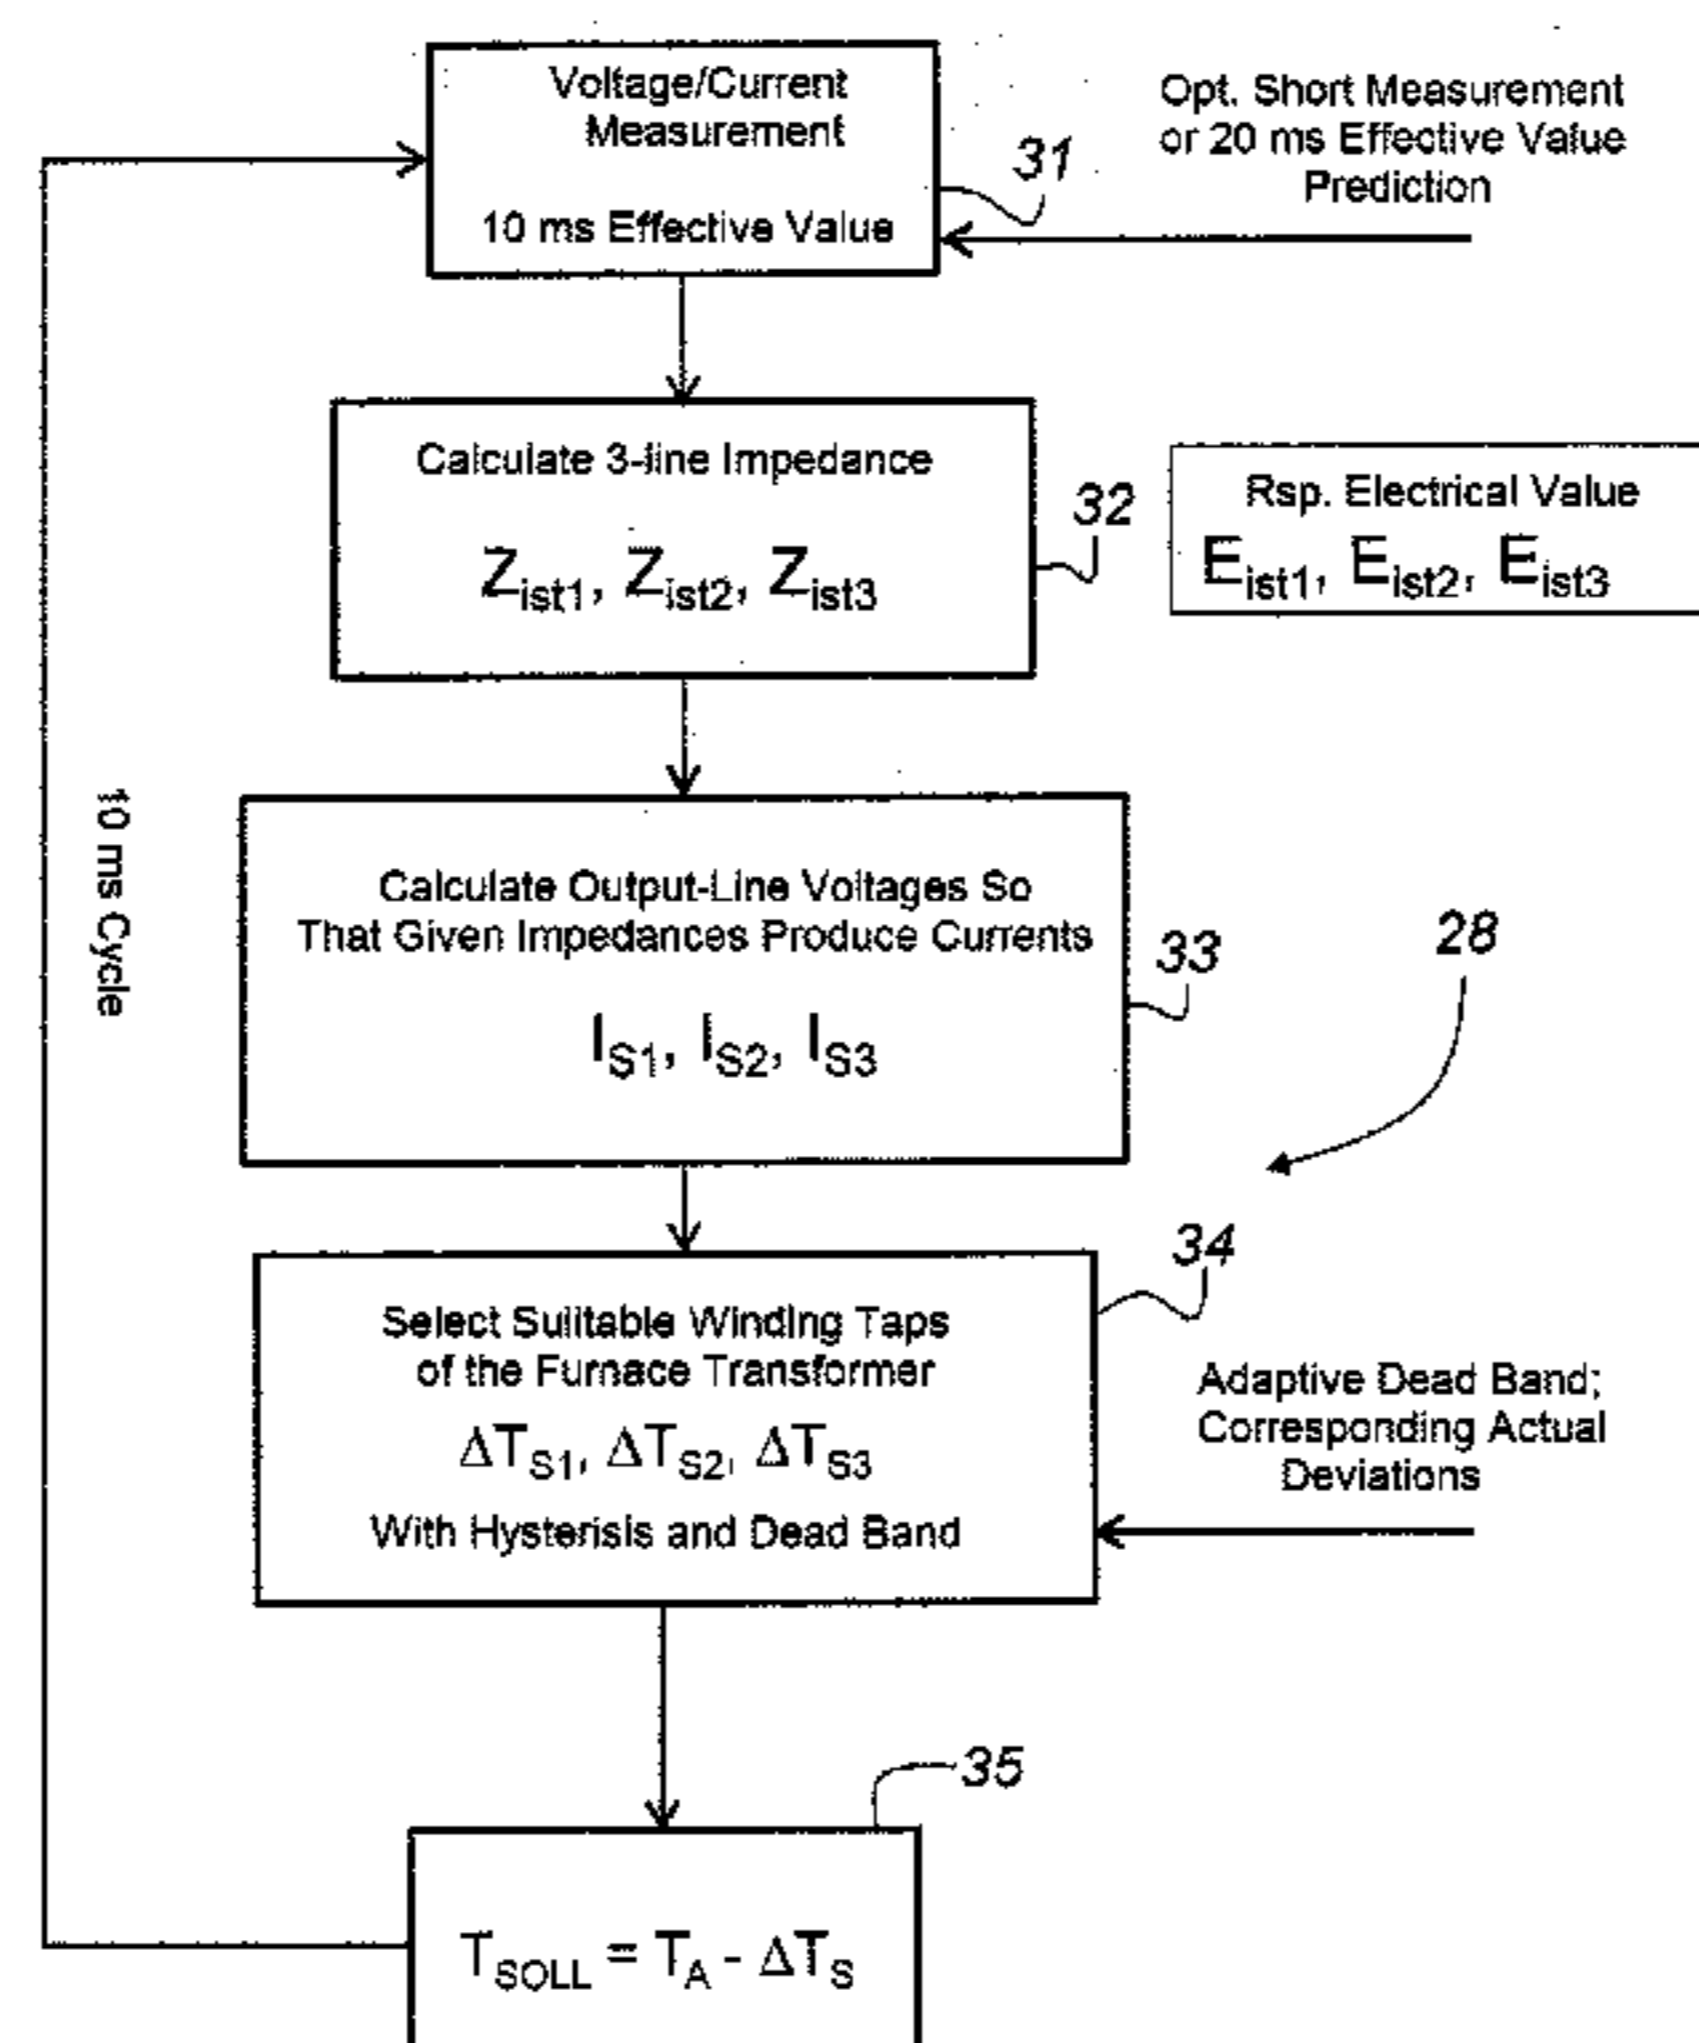 Voltage/Current
Measurement
10 ms Effective Value
31
Opt. Short Measurement
or 20 ms Effective Value
Prediction
Calculate 3-line Impedance
Zist1, Zist2, Zist3
32
Rsp. Electrical Value
Eist1, Eist2, Eist3
10 ms Cycle
Calculate Output-Line Voltages So
That Given Impedances Produce Currents
IS1, IS2, IS3
33
28
34
Select Suiitable Winding Taps
of the Furnace Transformer
ΔTS1, ΔTS2, ΔTS3
With Hysterisis and Dead Band
Adaptive Dead Band;
Corresponding Actual
Deviations
35
TSOLL = TA - ΔTS